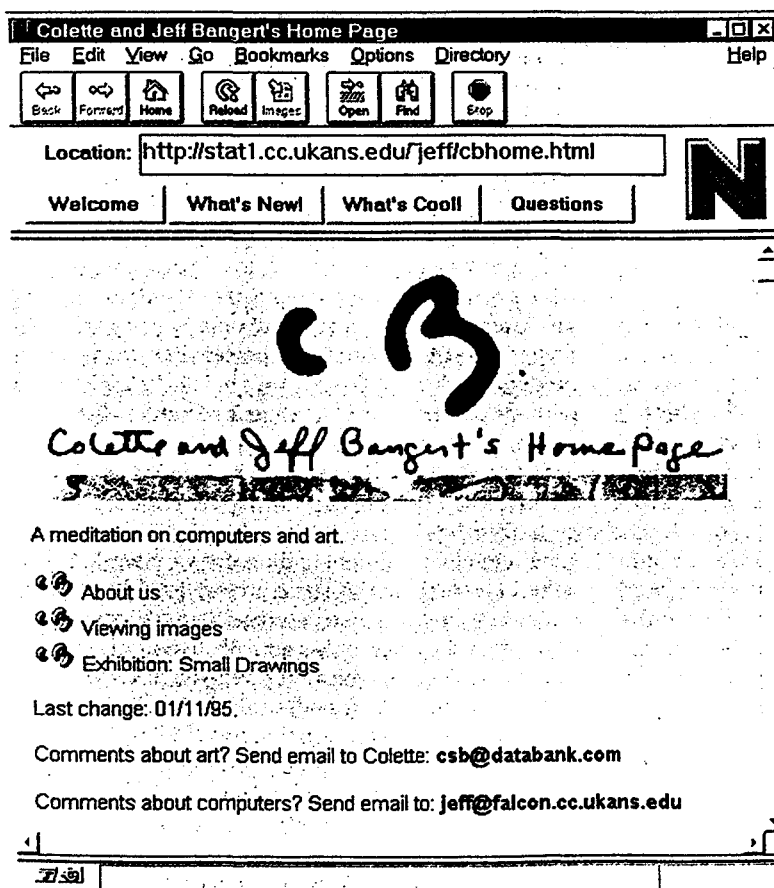 Colette and Jeff Bangert's Home Page
File Edit View Go Bookmarks Options Directory Help
Back Forward Home Reload Images Open Find Stop
Location: http://stat1.cc.ukans.edu/~jeff/cbhome.html
Welcome What's New! What's Cool! Questions
N
CB
Colette and Jeff Bangert's Home Page
A meditation on computers and art.
CB About us
CB Viewing images
CB Exhibition: Small Drawings
Last change: 01/11/95.
Comments about art? Send email to Colette: csb@databank.com
Comments about computers? Send email to: jeff@falcon.cc.ukans.edu